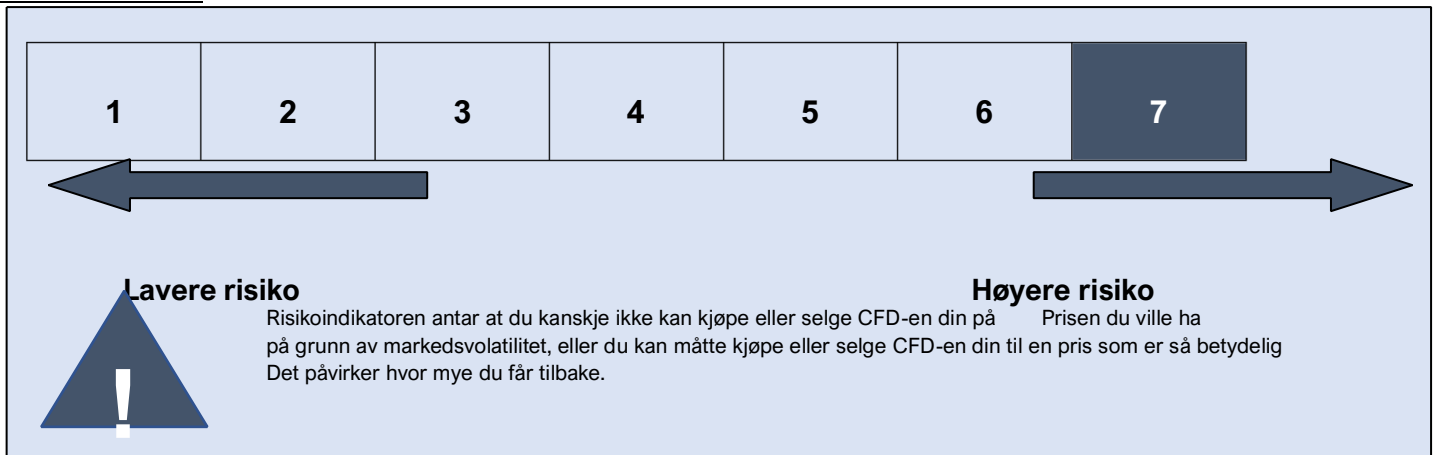 1 2 3 4 5 6 7
Lavere risiko Høyere risiko
Risikoindikatoren antar at du kanskje ikke kan kjøpe eller selge CFD-en din på Prisen du ville ha
på grunn av markedsvolatilitet, eller du kan måtte kjøpe eller selge CFD-en din til en pris som er så betydelig
Det påvirker hvor mye du får tilbake.
!